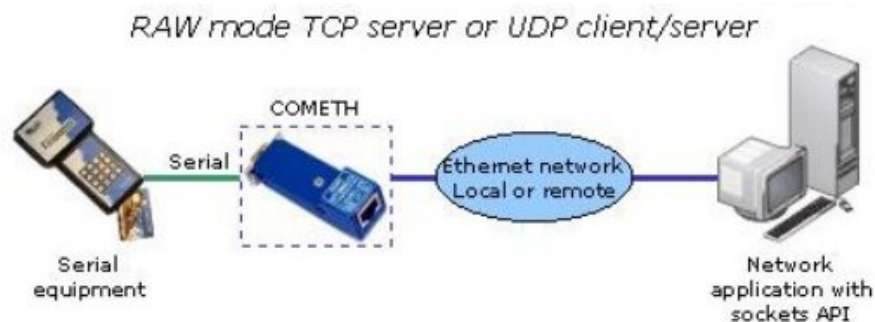 RAW mode TCP server or UDP client/server
COMETH
Serial
Ethernet network
Local or remote
Serial
equipment
Network
application with
sockets API